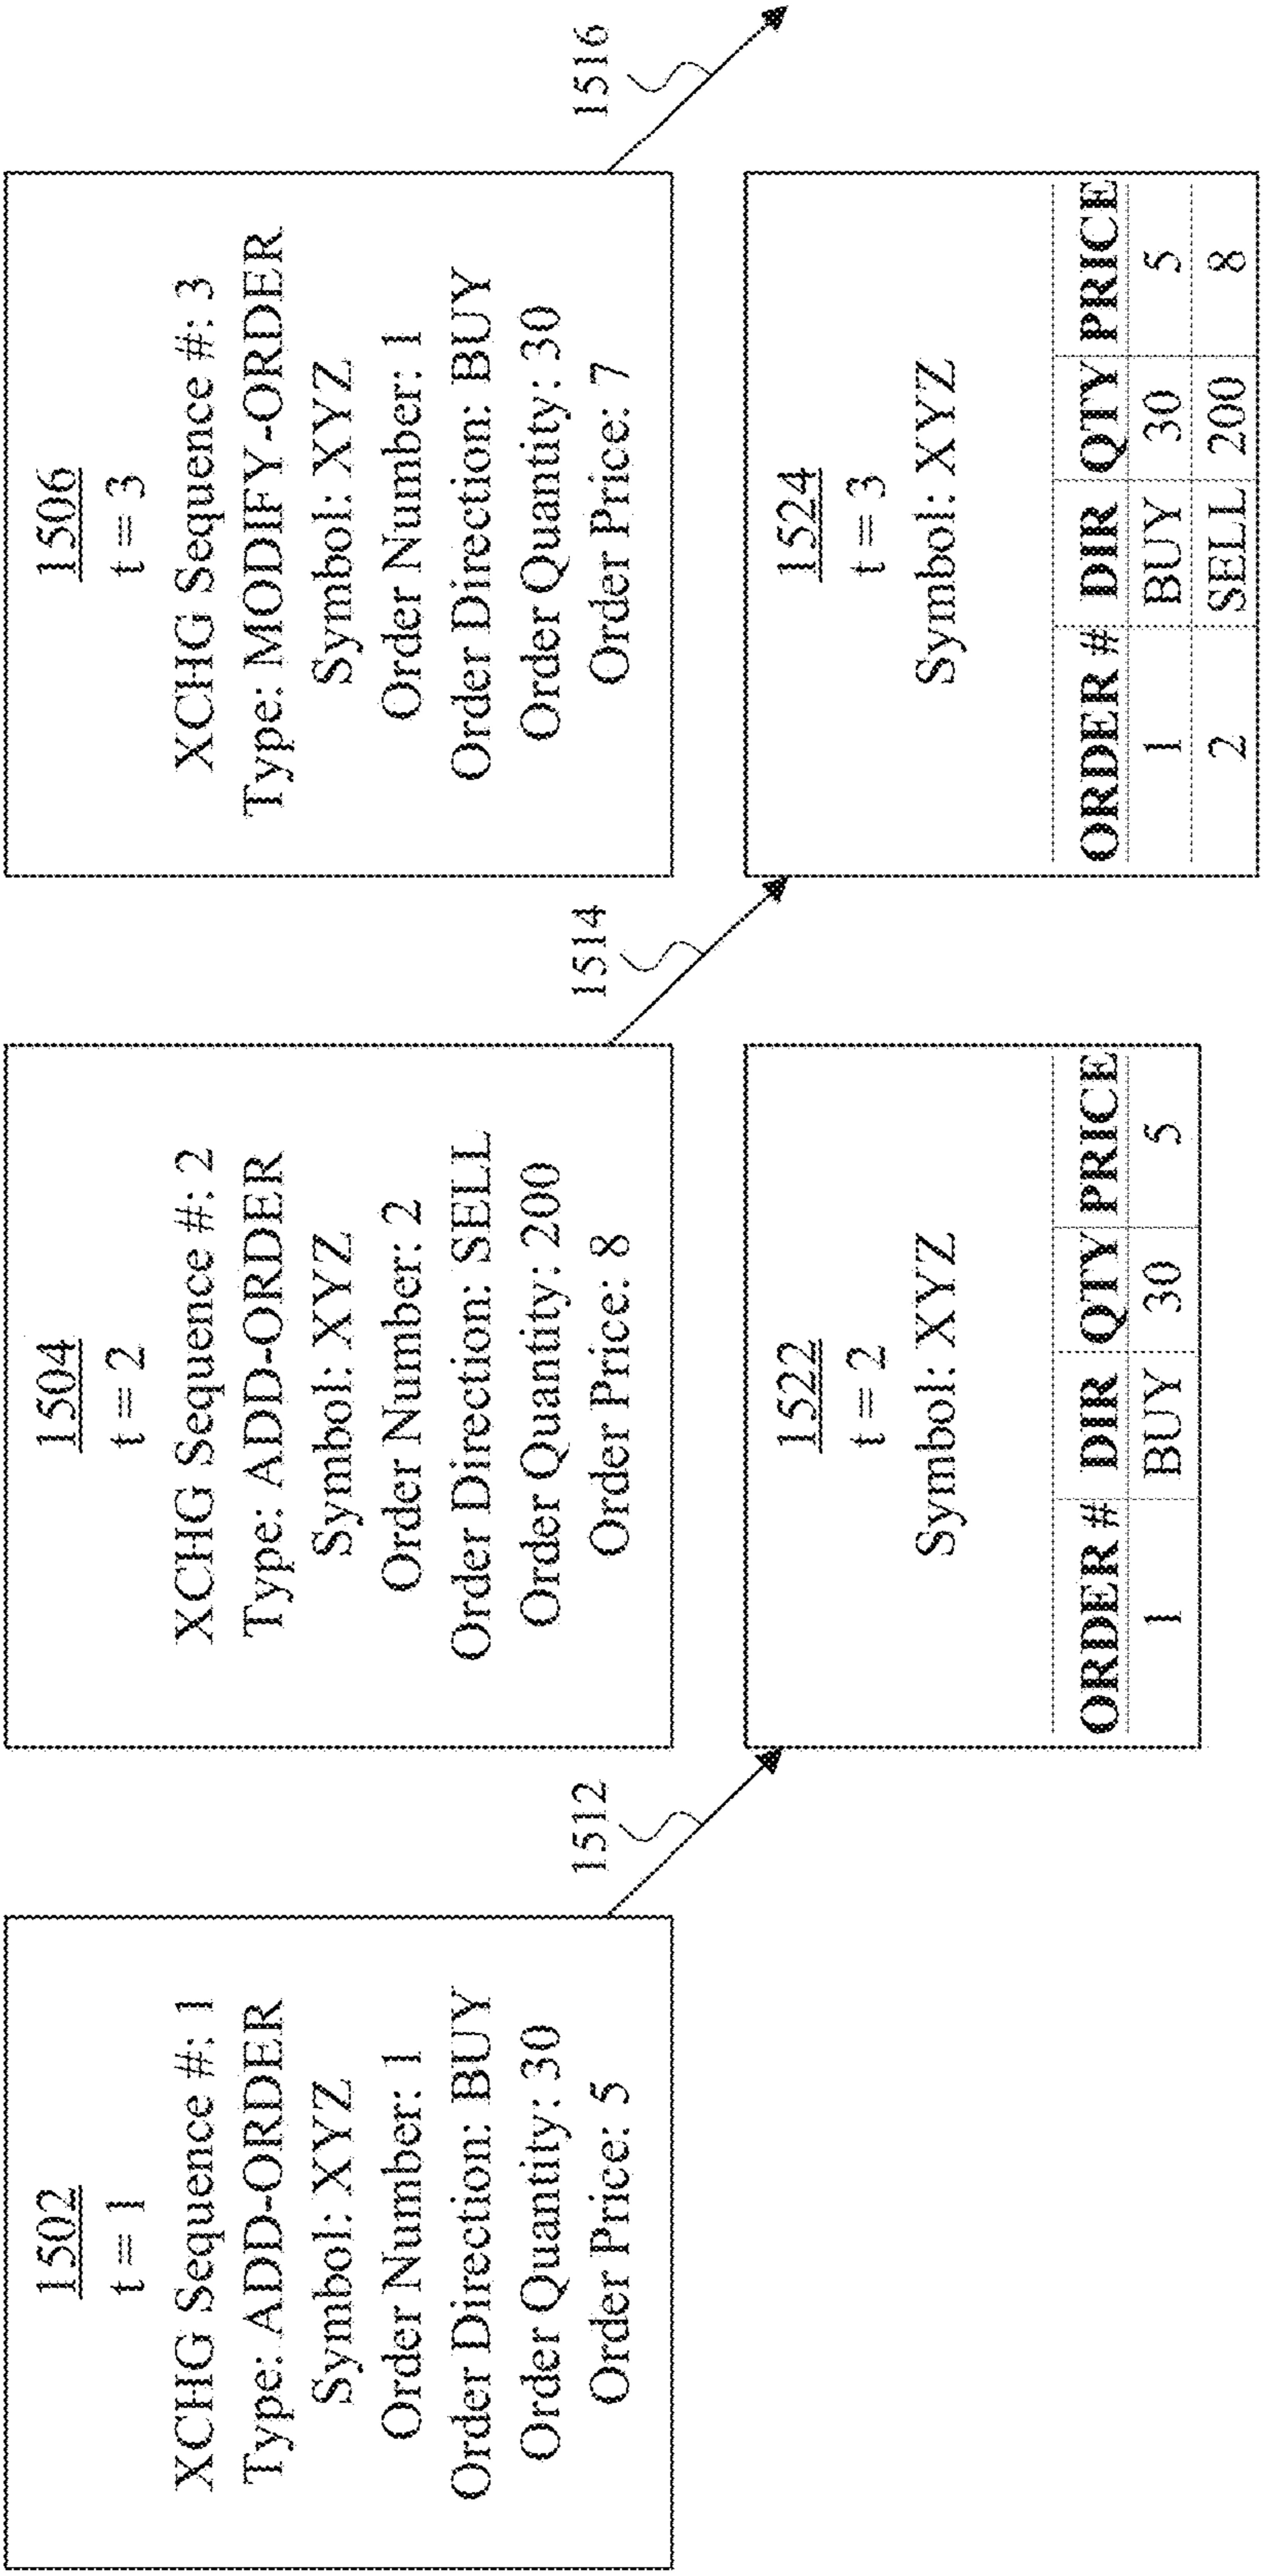 1502
t = 1
XCHG Sequence #: 1
Type: ADD-ORDER
Symbol: XYZ
Order Number: 1
Order Direction: BUY
Order Quantity: 30
Order Price: 5
1512
1504
t = 2
XCHG Sequence #: 2
Type: ADD-ORDER
Symbol: XYZ
Order Number: 2
Order Direction: SELL
Order Quantity: 200
Order Price: 8
1514
1506
t = 3
XCHG Sequence #: 3
Type: MODIFY-ORDER
Symbol: XYZ
Order Number: 1
Order Direction: BUY
Order Quantity: 30
Order Price: 7
1516
1522
t = 2
Symbol: XYZ
ORDER # DIR QTY PRICE
1 BUY 30 5
1524
t = 3
Symbol: XYZ
ORDER # DIR QTY PRICE
1 BUY 30 5
2 SELL 200 8